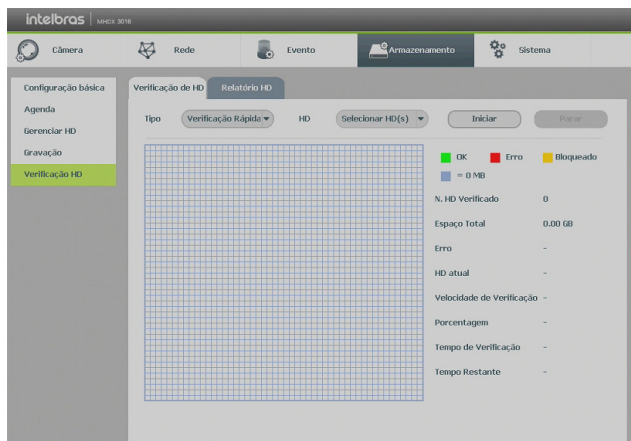 intelbras MHDX 3016
Câmera Rede Evento Armazenamento Sistema
Configuração básica
Agenda
Gerenciar HD
Gravação
Verificação HD
Verificação de HD Relatório HD
Tipo Verificação Rápida HD Selecionar HD(s) Iniciar Parar
OK Erro Bloqueado
= 0 MB
N. HD Verificado 0
Espaço Total 0.00 GB
Erro -
HD atual -
Velocidade de Verificação -
Porcentagem -
Tempo de Verificação -
Tempo Restante -